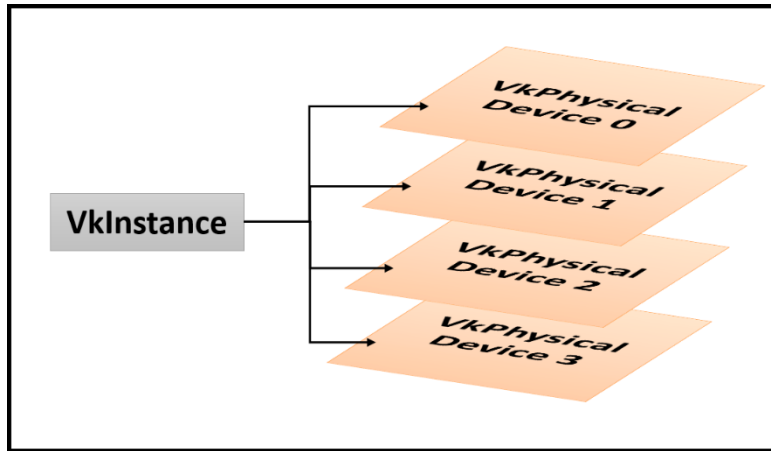 VkInstance
VkPhysical
Device 0
VkPhysical
Device 1
VkPhysical
Device 2
VkPhysical
Device 3